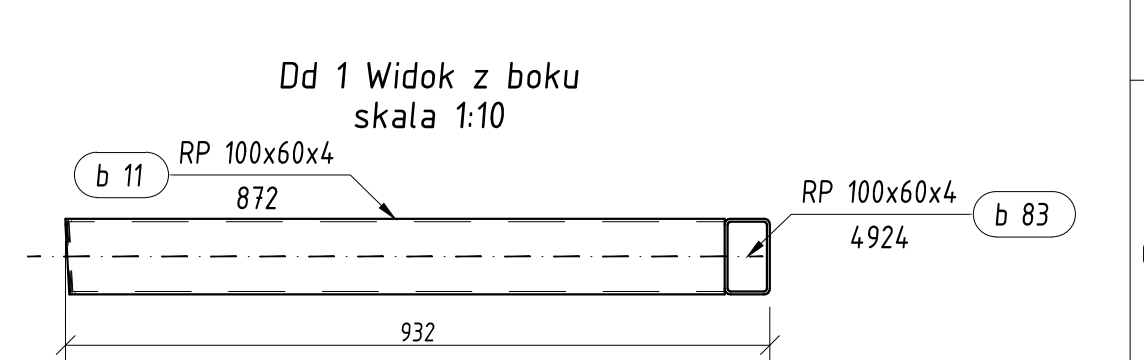 Dd 1 Widok z boku
skala 1:10
b 11
RP 100x60x4
872
RP 100x60x4
4924
b 83
932